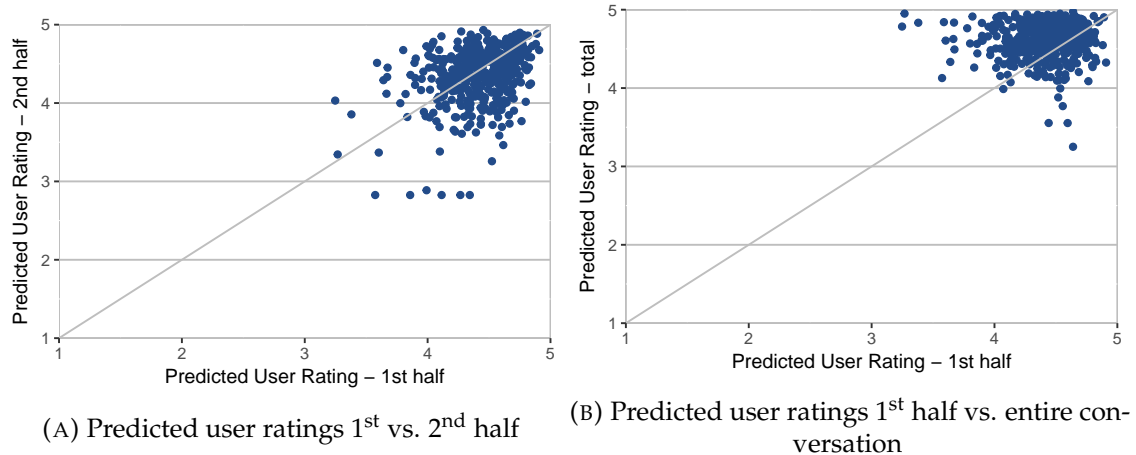 5
4
3
2
1
1
2
3
4
5
Predicted User Rating – 2nd half
Predicted User Rating – 1st half
(A) Predicted user ratings 1st vs. 2nd half
5
4
3
2
1
1
2
3
4
5
Predicted User Rating – total
Predicted User Rating – 1st half
(B) Predicted user ratings 1st half vs. entire con-
versation